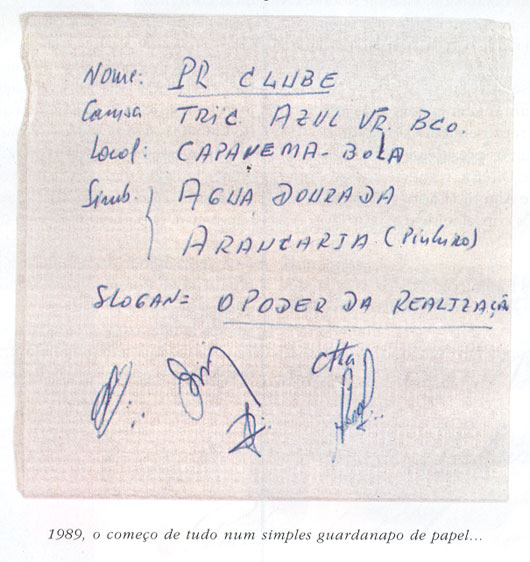 Nome: PR CLUBE
Camisa TRIC. AZUL VR. BCO.
Local: CAPANEMA - BOLA
Simb. AGUA DOURADA
ARAUCARIA (Pinheiro)
SLOGAN = O PODER DA REALIZAÇÃO
1989, o começo de tudo num simples guardanapo de papel...